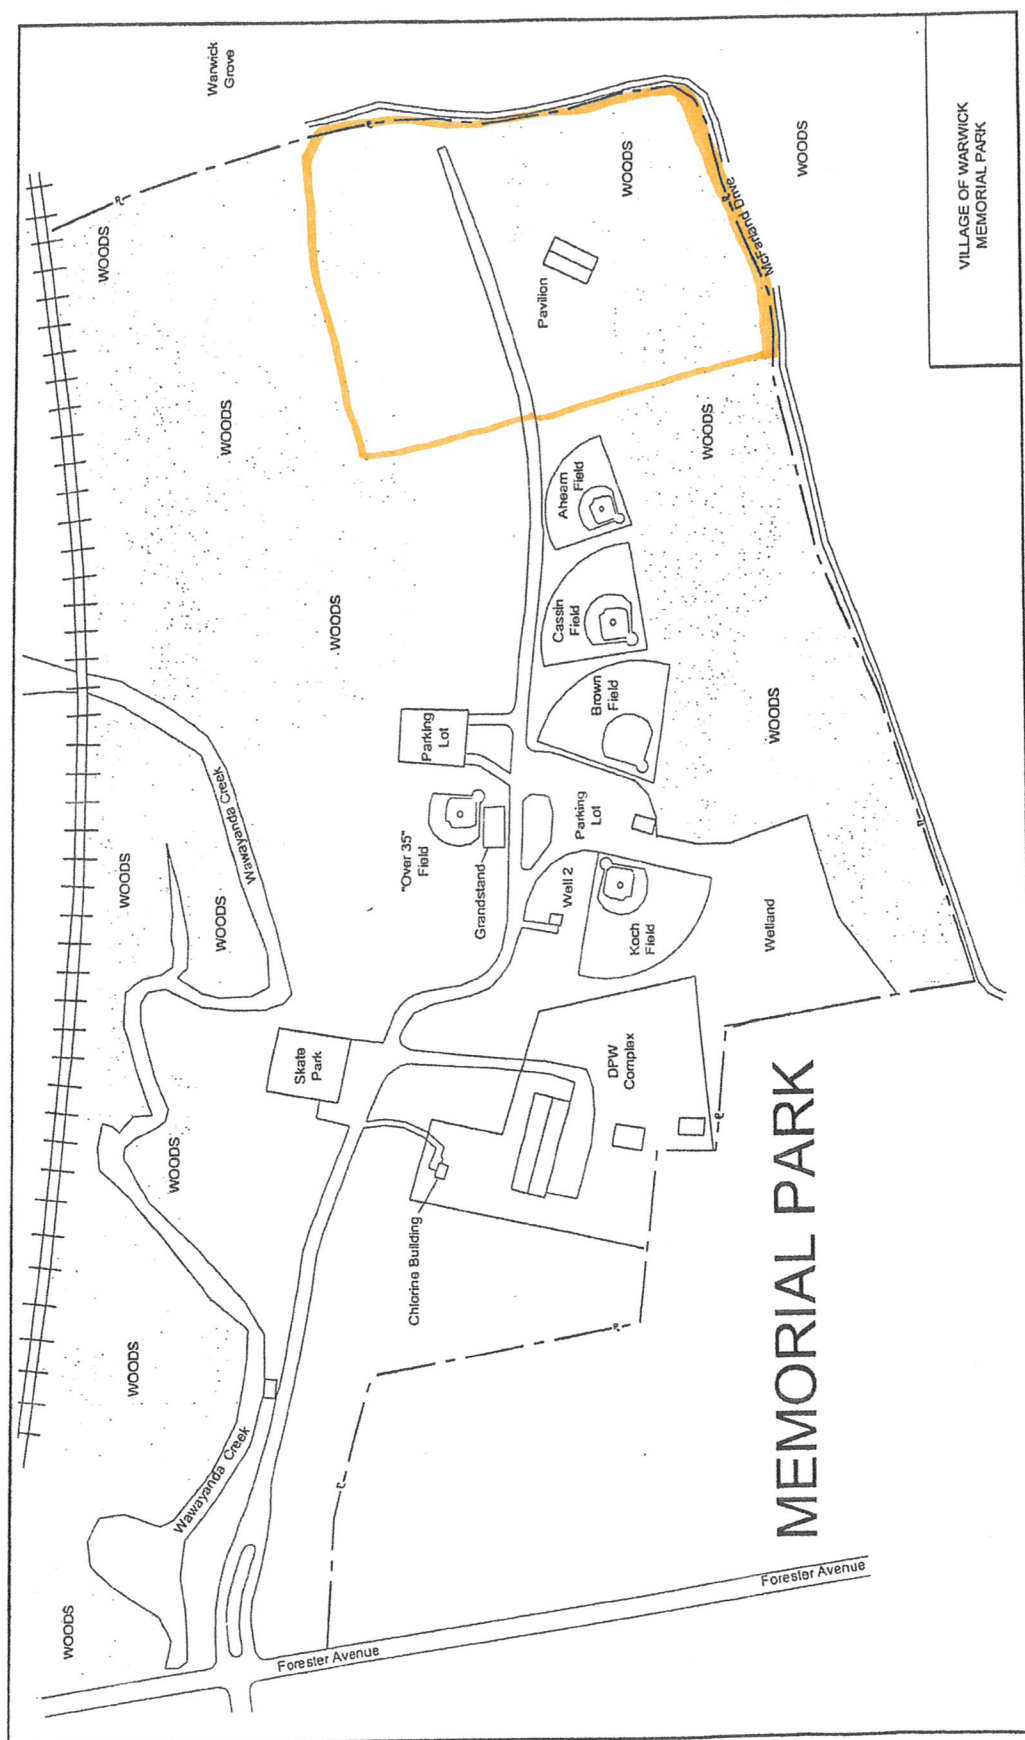 Warwick
Grove
WOODS
WOODS
WOODS
WOODS
McFarland Drive
Pavilion
WOODS
WOODS
WOODS
Ahearn
Field
Cassin
Field
Brown
Field
WOODS
Parking
Lot
Parking
Lot
"Over 35"
Field
Grandstand
Well 2
Koch
Field
Wetland
Wawayanda Creek
WOODS
WOODS
Skate
Park
DPW
Complex
Chlorine Building
WOODS
WOODS
Wawayanda Creek
WOODS
Forester Avenue
Forester Avenue
MEMORIAL PARK
VILLAGE OF WARWICK
MEMORIAL PARK